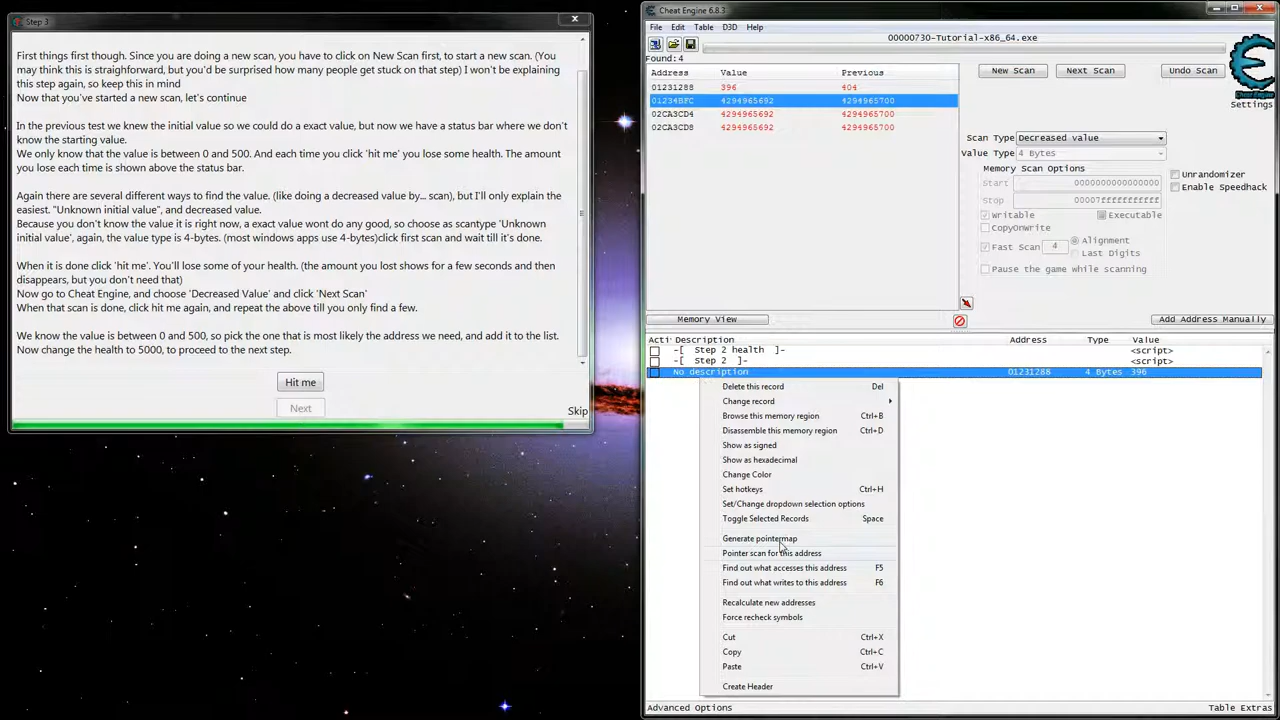 Step 3
First things first though. Since you are doing a new scan, you have to click on New Scan first, to start a new scan. (You
may think this is straighforward, but you'd be surprised how many people get stuck on that step) I won't be explaining
this step again, so keep this in mind
Now that you've started a new scan, let's continue
In the previous test we knew the initial value so we could do a exact value, but now we have a status bar where we don't
know the starting value.
We only know that the value is between 0 and 500. And each time you click 'hit me' you lose some health. The amount
you lose each time is shown above the status bar.
Again there are several different ways to find the value. (like doing a decreased value by... scan), but I'll only explain the
easiest. "Unknown initial value", and decreased value.
Because you don't know the value it is right now, a exact value wont do any good, so choose as scantype 'Unknown
initial value', again, the value type is 4-bytes. (most windows apps use 4-bytes)click first scan and wait till it's done.
When it is done click 'hit me'. You'll lose some of your health. (the amount you lost shows for a few seconds and then
disappears, but you don't need that)
Now go to Cheat Engine, and choose 'Decreased Value' and click 'Next Scan'
When that scan is done, click hit me again, and repeat the above till you only find a few.
We know the value is between 0 and 500, so pick the one that is most likely the address we need, and add it to the list.
Now change the health to 5000, to proceed to the next step.
Hit me
Next
Skip
Cheat Engine 6.8.3
File Edit Table D3D Help
00000730-Tutorial-x86_64.exe
Found:4
Address Value Previous
01231288 396 404
01234BFC 4294965692 4294965700
02CA3CD4 4294965692 4294965700
02CA3CD8 4294965692 4294965700
New Scan Next Scan Undo Scan
Cheat Engine
Settings
Scan Type Decreased value
Value Type 4 Bytes
Memory Scan Options
Start 0000000000000000
Stop 00007fffffffffff
Writable Executable
CopyOnWrite
Fast Scan 4 Alignment
Last Digits
Pause the game while scanning
Unrandomizer
Enable Speedhack
Memory View
Add Address Manually
Acti Description Address Type Value
-[ Step 2 health ]- <script>
-[ Step 2 ]- <script>
No description 01231288 4 Bytes 396
Delete this record Del
Change record
Browse this memory region Ctrl+B
Disassemble this memory region Ctrl+D
Show as signed
Show as hexadecimal
Change Color
Set hotkeys Ctrl+H
Set/Change dropdown selection options
Toggle Selected Records Space
Generate pointermap
Pointer scan for this address
Find out what accesses this address F5
Find out what writes to this address F6
Recalculate new addresses
Force recheck symbols
Cut Ctrl+X
Copy Ctrl+C
Paste Ctrl+V
Create Header
Advanced Options
Table Extras